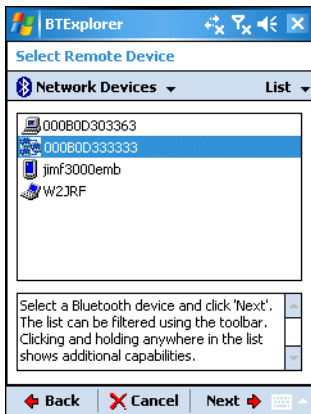 BTExplorer
Select Remote Device
Network Devices List
000B0D303363
000B0D333333
jimf3000emb
W2JRF
Select a Bluetooth device and click 'Next'.
The list can be filtered using the toolbar.
Clicking and holding anywhere in the list
shows additional capabilities.
Back Cancel Next